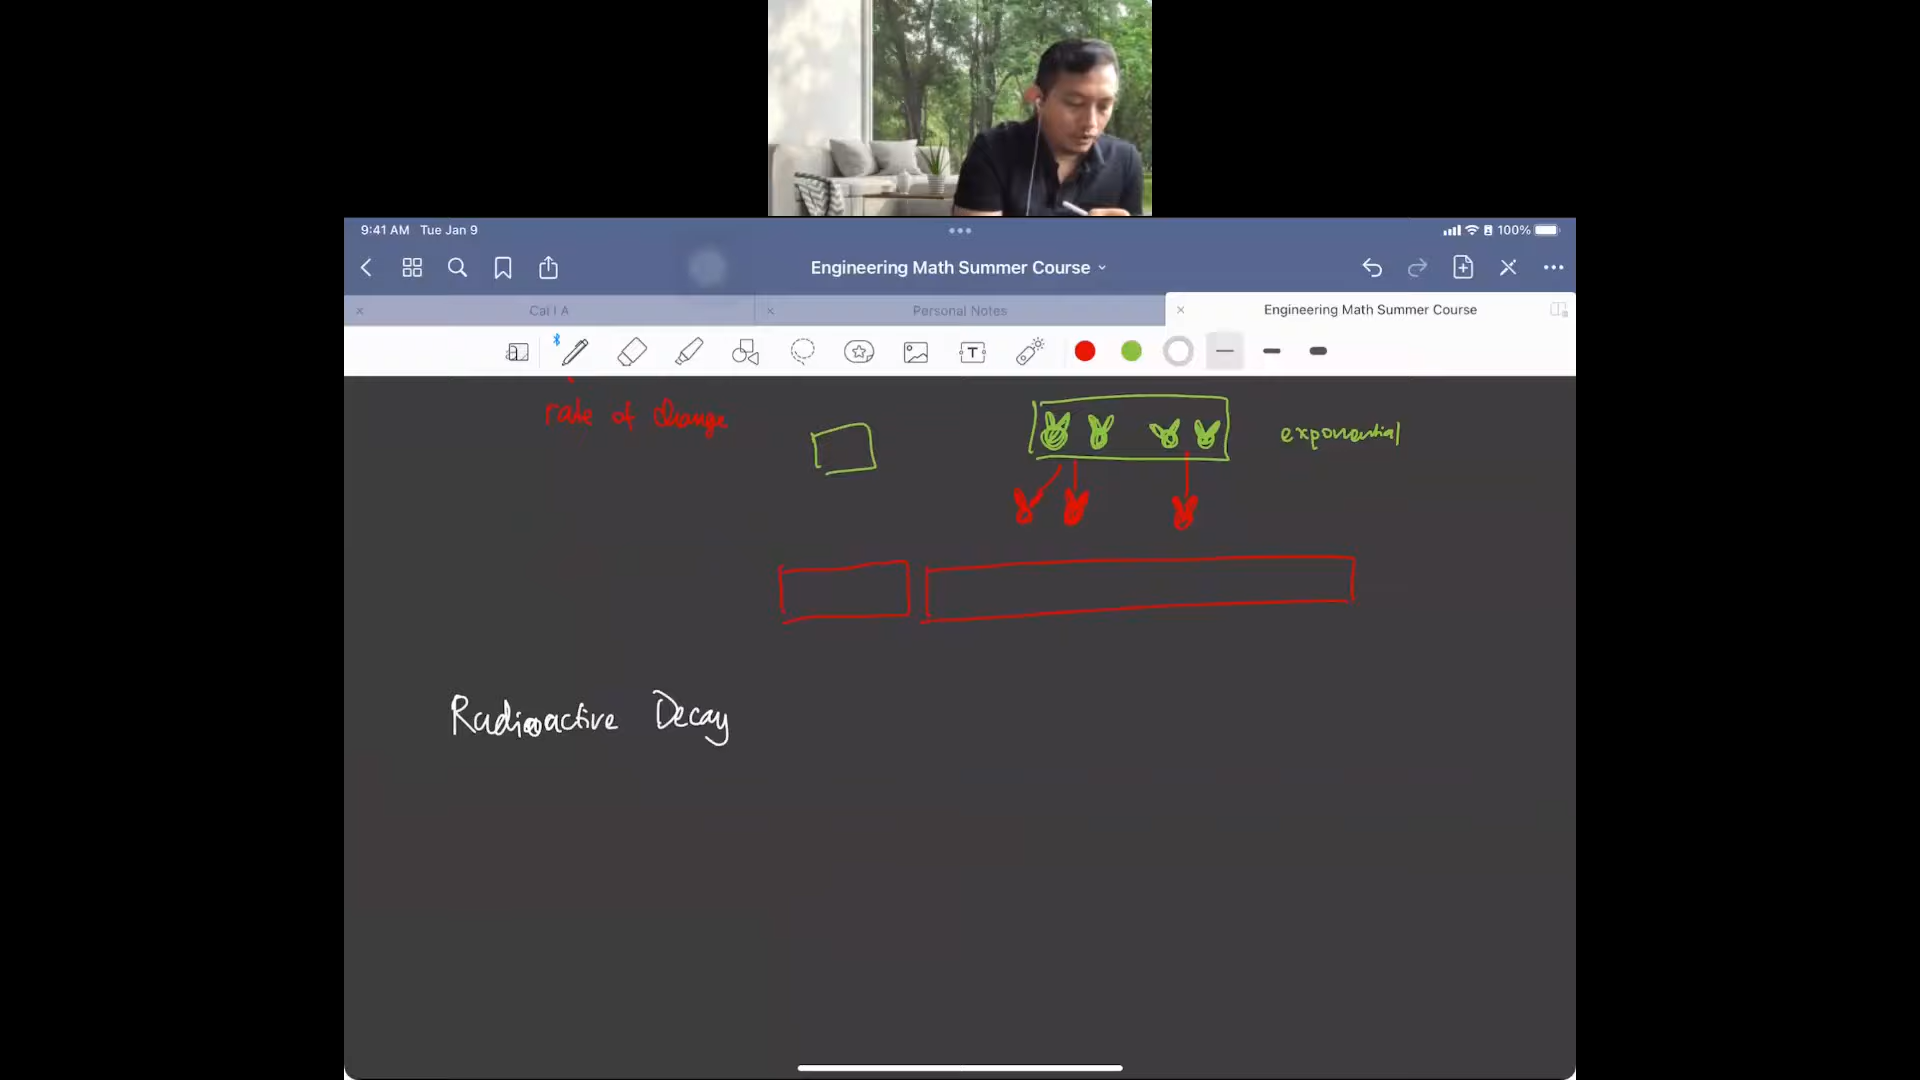 9:41 AM Tue Jan 9
100%
Engineering Math Summer Course
Cal I A
Personal Notes
Engineering Math Summer Course
T
rate of change
exponential
Radioactive Decay